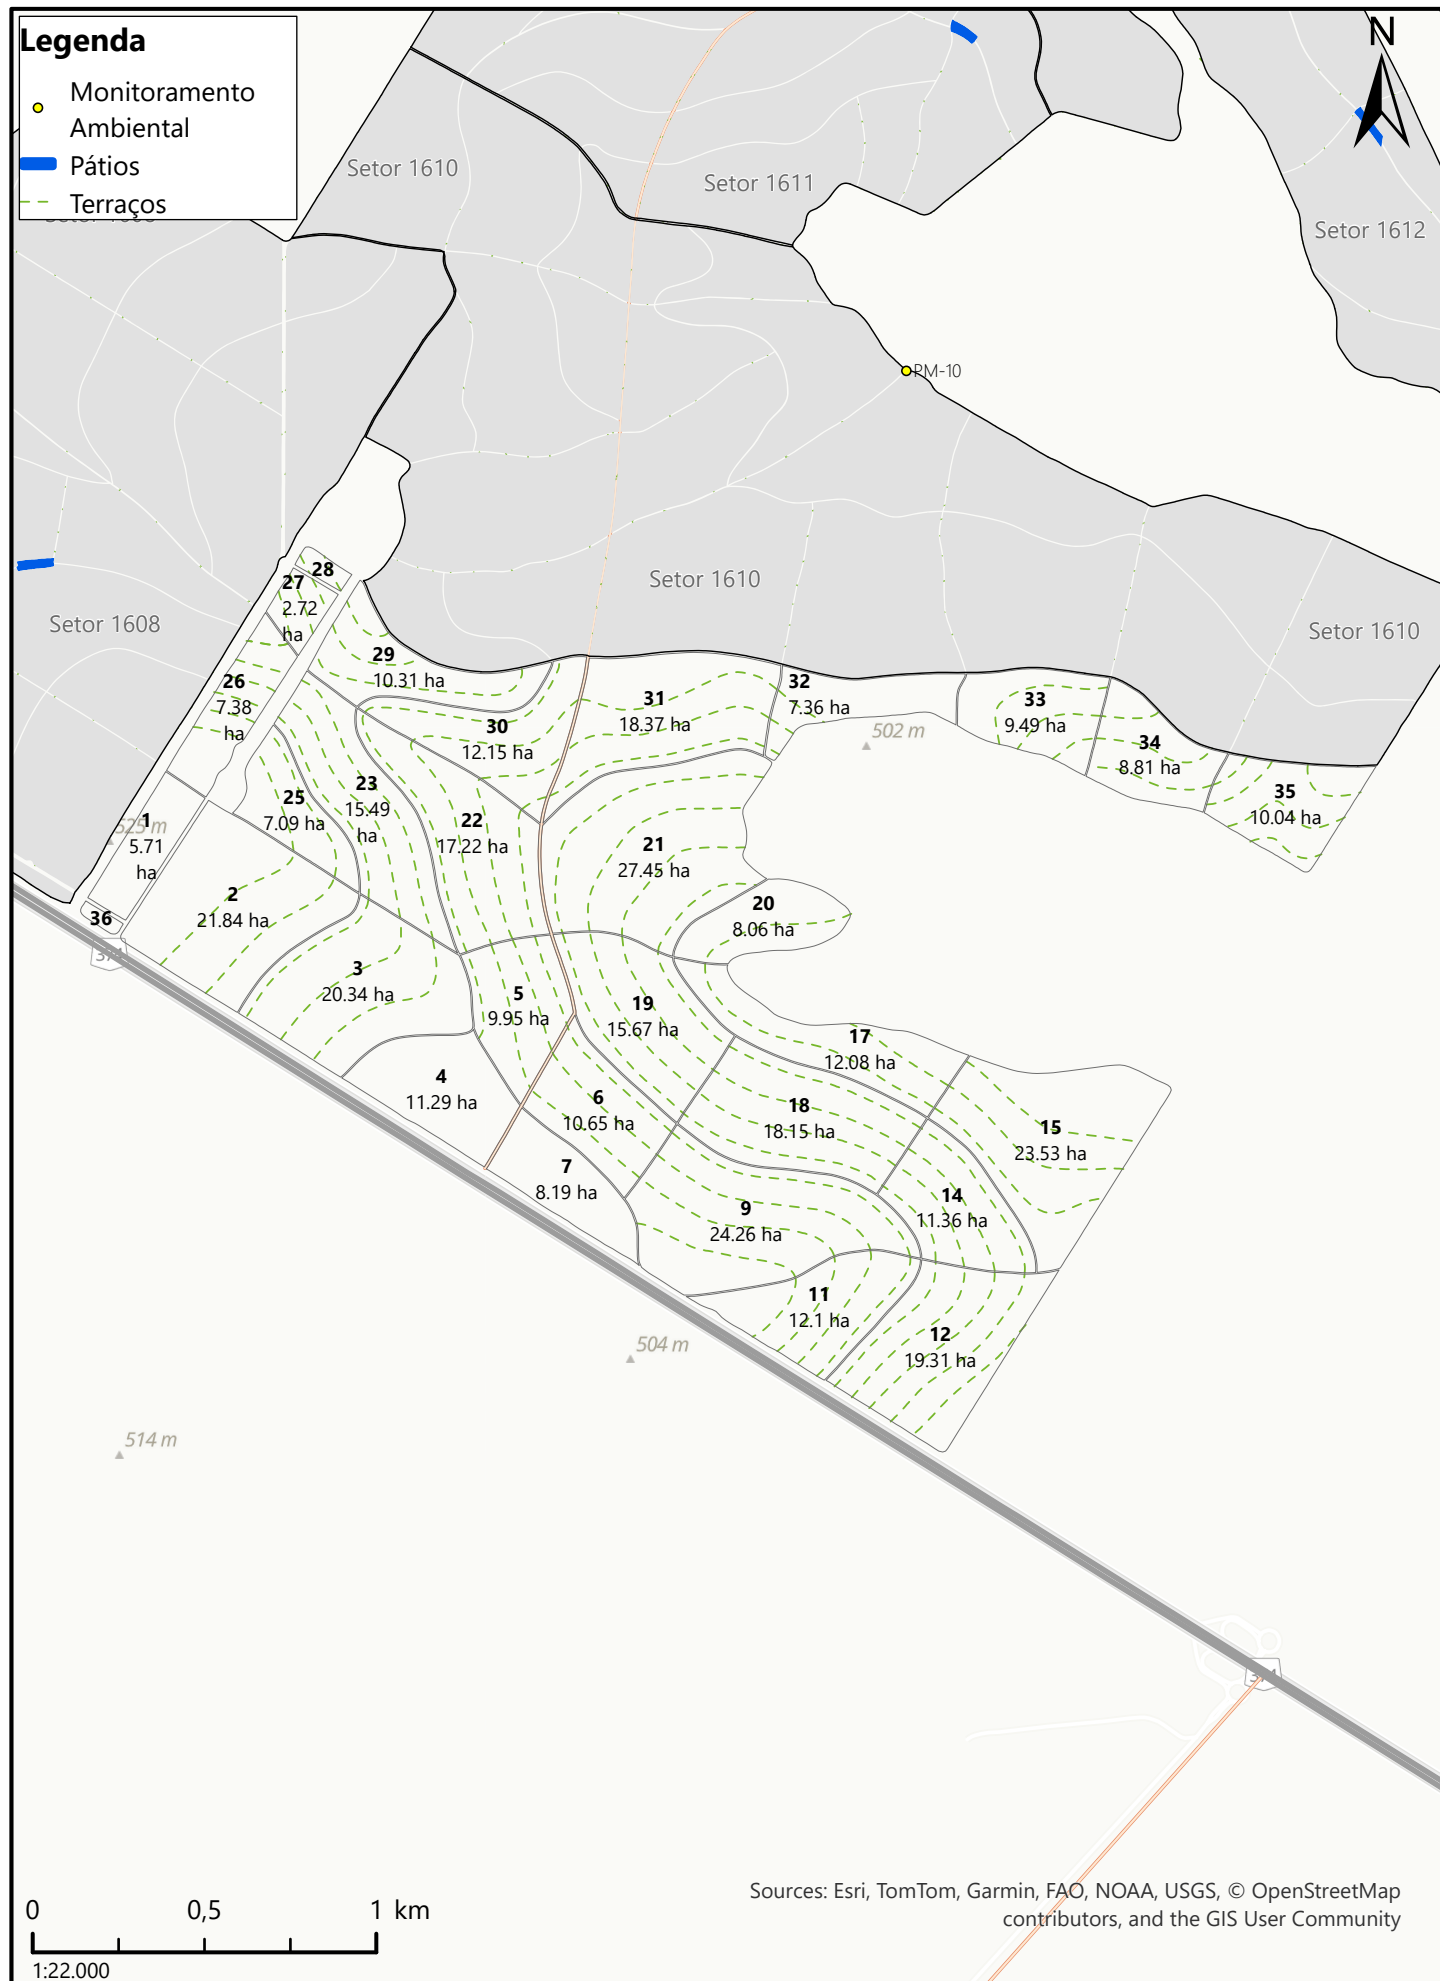 Legenda
Monitoramento
Ambiental
Pátios
Terraços
N
Setor 1610
Setor 1611
Setor 1612
PM-10
Setor 1610
Setor 1608
Setor 1610
28
27
2.72
ha
29
10.31 ha
26
7.38
ha
30
12.15 ha
31
18.37 ha
32
7.36 ha
502 m
33
9.49 ha
34
8.81 ha
35
10.04 ha
23
15.49
ha
25
7.09 ha
22
17.22 ha
21
27.45 ha
1
525 m
5.71
ha
2
21.84 ha
36
374
20
8.06 ha
3
20.34 ha
5
9.95 ha
19
15.67 ha
17
12.08 ha
4
11.29 ha
6
10.65 ha
18
18.15 ha
15
23.53 ha
7
8.19 ha
9
24.26 ha
14
11.36 ha
11
12.1 ha
12
19.31 ha
504 m
514 m
374
Sources: Esri, TomTom, Garmin, FAO, NOAA, USGS, © OpenStreetMap
contributors, and the GIS User Community
0 0,5 1 km
1:22.000